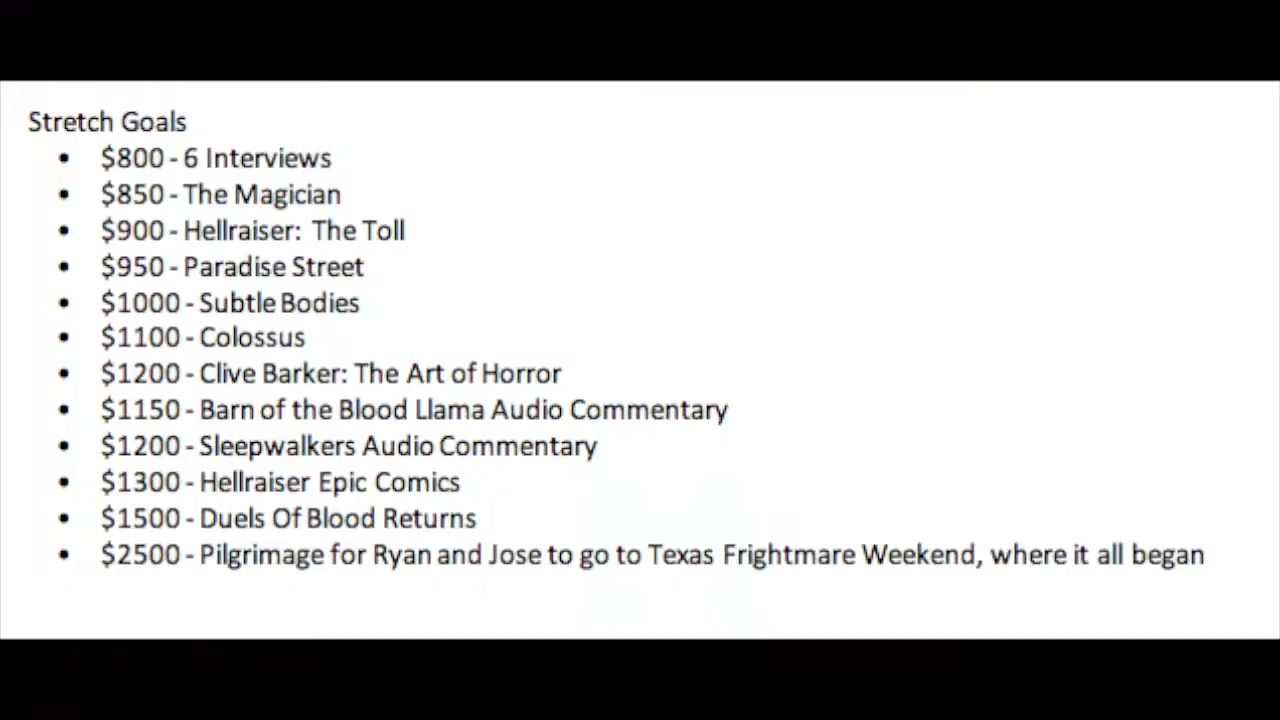 Stretch Goals
• $800 - 6 Interviews
• $850 - The Magician
• $900 - Hellraiser: The Toll
• $950 - Paradise Street
• $1000 - Subtle Bodies
• $1100 - Colossus
• $1200 - Clive Barker: The Art of Horror
• $1150 - Barn of the Blood Llama Audio Commentary
• $1200 - Sleepwalkers Audio Commentary
• $1300 - Hellraiser Epic Comics
• $1500 - Duels Of Blood Returns
• $2500 - Pilgrimage for Ryan and Jose to go to Texas Frightmare Weekend, where it all began